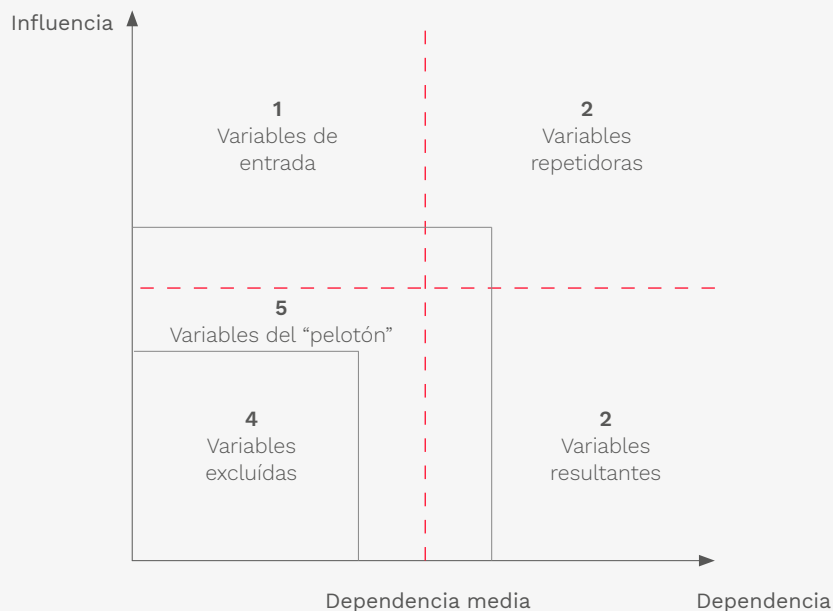 Influencia
1
Variables de
entrada
2
Variables
repetidoras
5
Variables del “pelotón”
4
Variables
excluídas
2
Variables
resultantes
Dependencia media
Dependencia